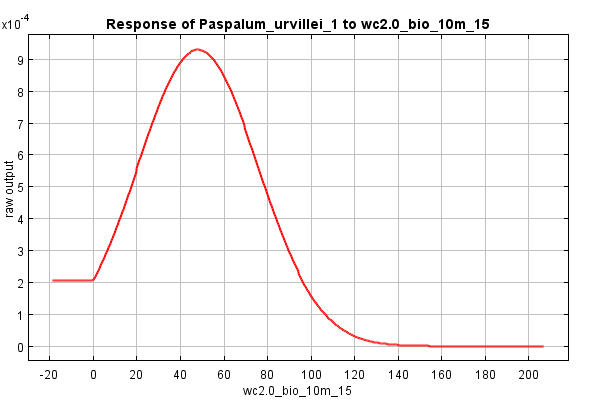 x10^-4
Response of Paspalum_urvillei_1 to wc2.0_bio_10m_15
9
8
7
6
5
4
3
2
1
0
raw output
-20 0 20 40 60 80 100 120 140 160 180 200
wc2.0_bio_10m_15